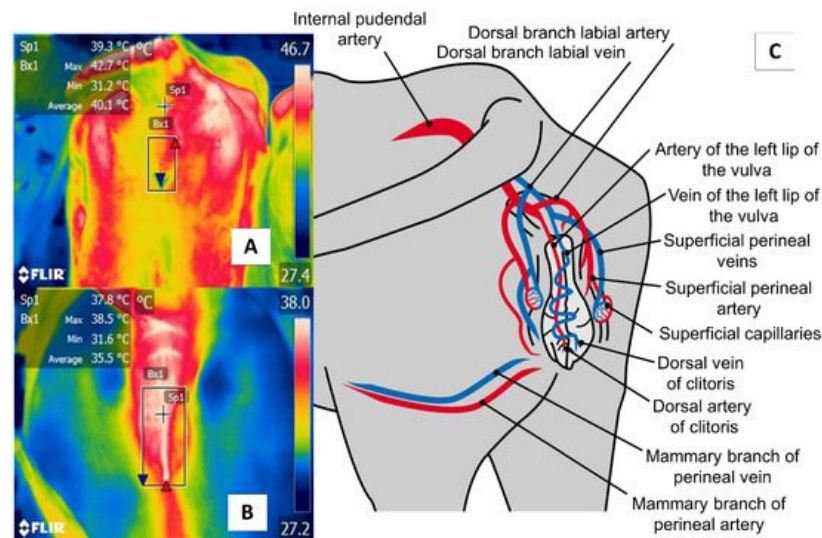 Sp1 39.3 °C
Bx1 Max 42.7 °C
Min 31.2 °C
Average 40.1 °C
°C
46.7
Sp1
Bx1
A
FLIR
27.4
Sp1 37.8 °C
Bx1 Max 38.5 °C
Min 31.6 °C
Average 35.5 °C
°C
38.0
Bx1
Sp1
B
FLIR
27.2
C
Internal pudendal
artery
Dorsal branch labial artery
Dorsal branch labial vein
Artery of the left lip of
the vulva
Vein of the left lip of
the vulva
Superficial perineal
veins
Superficial perineal
artery
Superficial capillaries
Dorsal vein
of clitoris
Dorsal artery
of clitoris
Mammary branch of
perineal vein
Mammary branch of
perineal artery